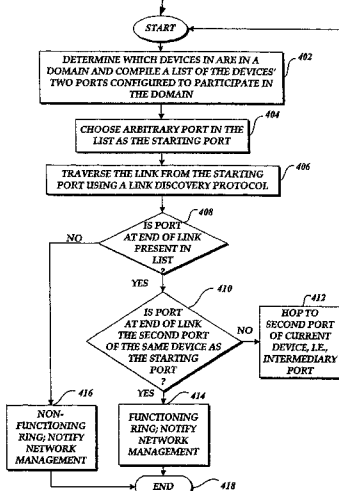 START
DETERMINE WHICH DEVICES IN ARE IN A
DOMAIN AND COMPILE A LIST OF THE DEVICES'
TWO PORTS CONFIGURED TO PARTICIPATE IN
THE DOMAIN
402
CHOOSE ARBITRARY PORT IN THE
LIST AS THE STARTING PORT
404
TRAVERSE THE LINK FROM THE STARTING
PORT USING A LINK DISCOVERY PROTOCOL
406
IS PORT
AT END OF LINK
PRESENT IN
LIST
?
408
NO
YES
IS PORT
AT END OF LINK
THE SECOND PORT
OF THE SAME DEVICE AS
THE STARTING
PORT
?
410
NO
YES
HOP TO
SECOND PORT
OF CURRENT
DEVICE, I.E.,
INTERMEDIARY
PORT
412
NON-
FUNCTIONING
RING; NOTIFY
NETWORK
MANAGEMENT
416
FUNCTIONING
RING; NOTIFY
NETWORK
MANAGEMENT
414
END
418